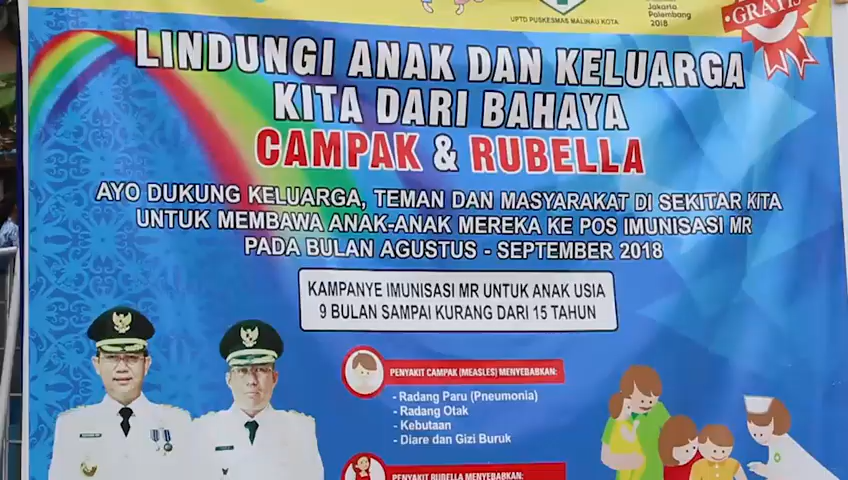 UPTD PUSKESMAS MALINAU KOTA
Jakarta
Palembang
2018
GRATIS
LINDUNGI ANAK DAN KELUARGA
KITA DARI BAHAYA
CAMPAK & RUBELLA
AYO DUKUNG KELUARGA, TEMAN DAN MASYARAKAT DI SEKITAR KITA
UNTUK MEMBAWA ANAK-ANAK MEREKA KE POS IMUNISASI MR
PADA BULAN AGUSTUS - SEPTEMBER 2018
KAMPANYE IMUNISASI MR UNTUK ANAK USIA
9 BULAN SAMPAI KURANG DARI 15 TAHUN
PENYAKIT CAMPAK (MEASLES) MENYEBABKAN:
- Radang Paru (Pneumonia)
- Radang Otak
- Kebutaan
- Diare dan Gizi Buruk
PENYAKIT RUBELLA MENYEBABKAN: